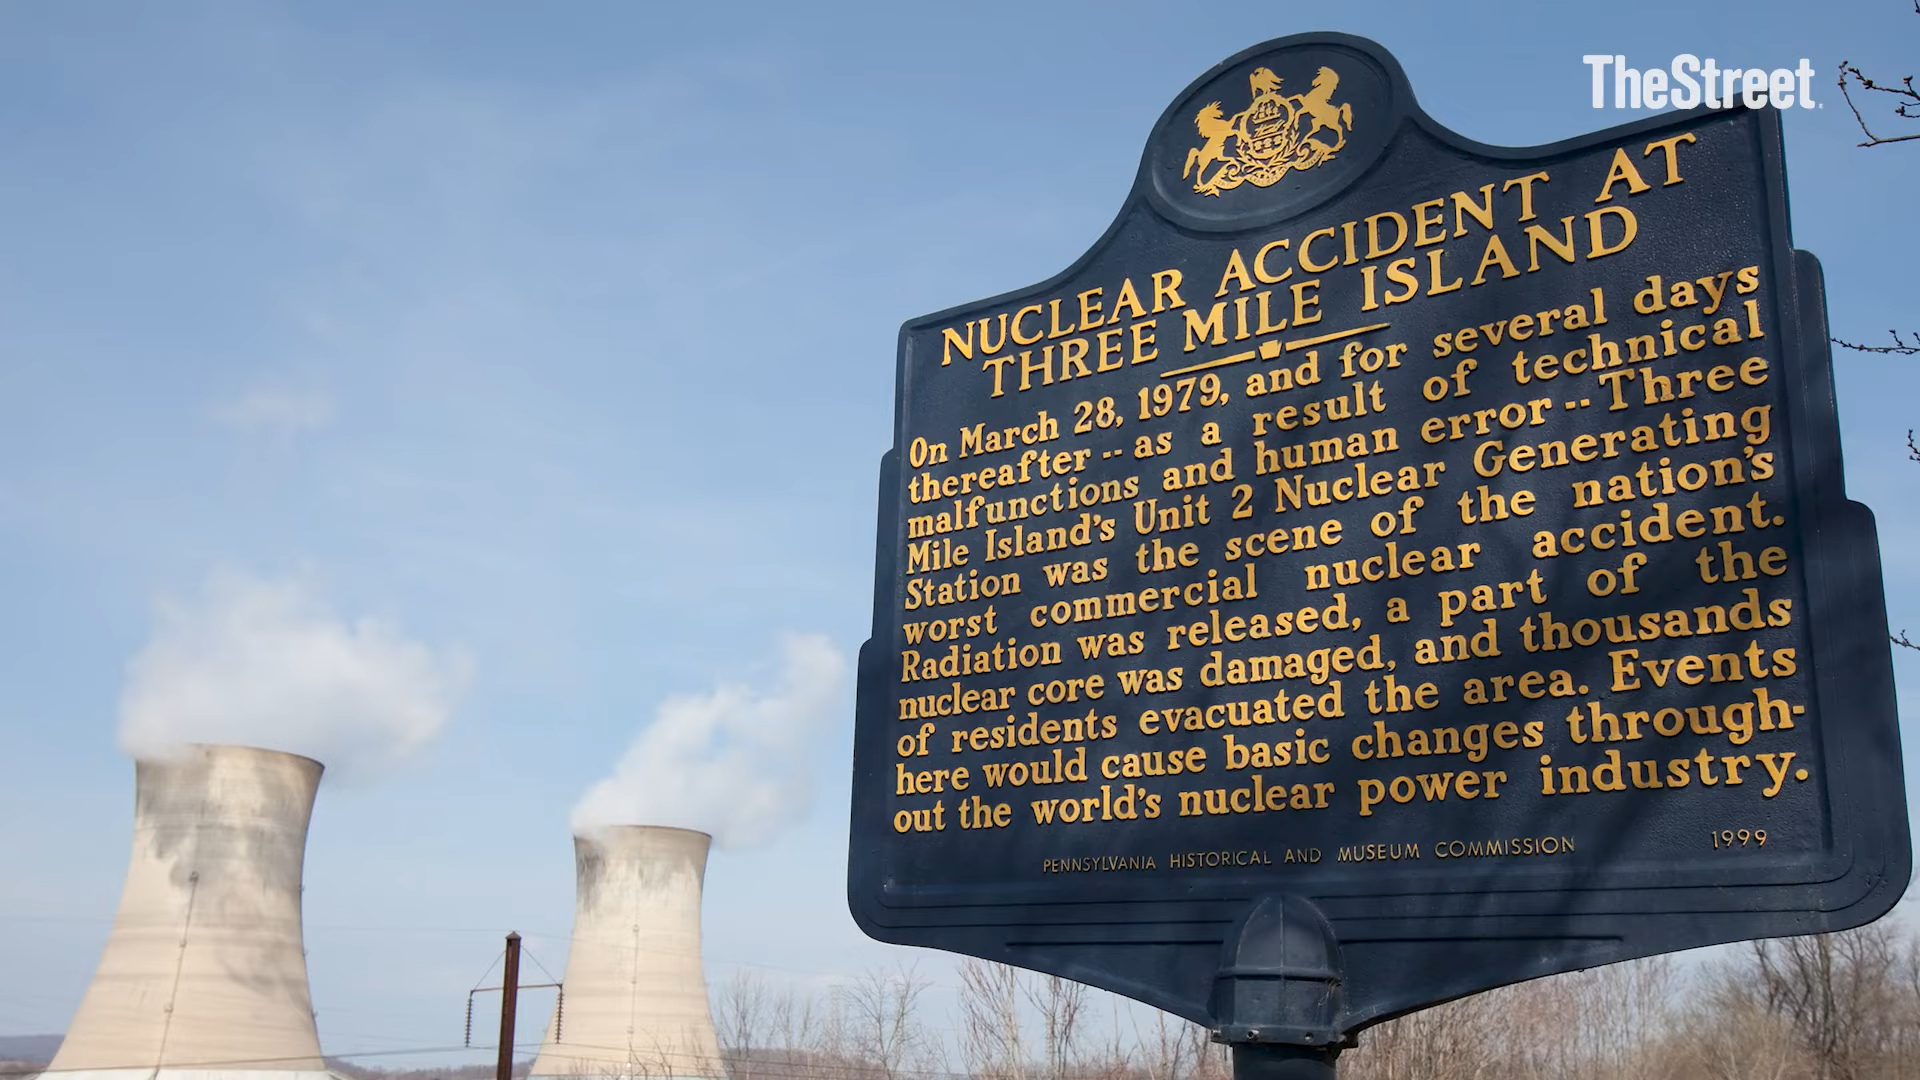 TheStreet
NUCLEAR ACCIDENT AT
THREE MILE ISLAND
On March 28, 1979, and for several days
thereafter -- as a result of technical
malfunctions and human error -- Three
Mile Island's Unit 2 Nuclear Generating
Station was the scene of the nation's
worst commercial nuclear accident.
Radiation was released, a part of the
nuclear core was damaged, and thousands
of residents evacuated the area. Events
here would cause basic changes through-
out the world's nuclear power industry.
PENNSYLVANIA HISTORICAL AND MUSEUM COMMISSION 1999